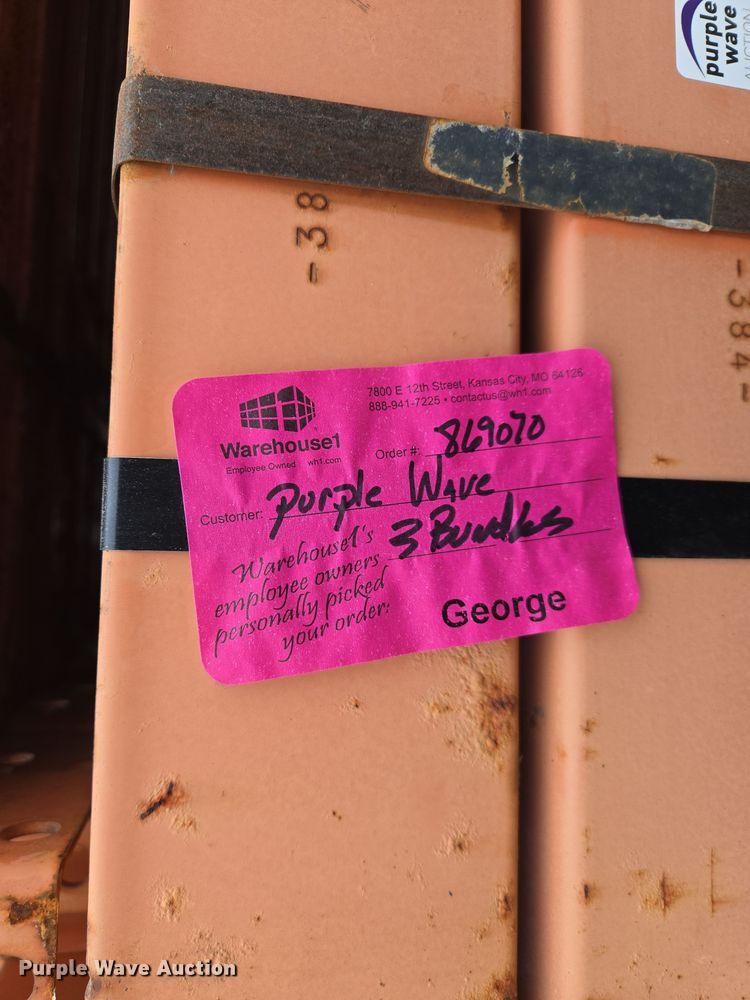 purple
wave
AUCTION
-38
-384-
7800 E 12th Street, Kansas City, MO 64126
888-941-7225 • contactus@wh1.com
Warehouse1
Employee Owned wh1.com
Order #: 869070
Customer: Purple Wave
3 Bundles
Warehouse1's
employee owners
personally picked
your order:
George
Purple Wave Auction